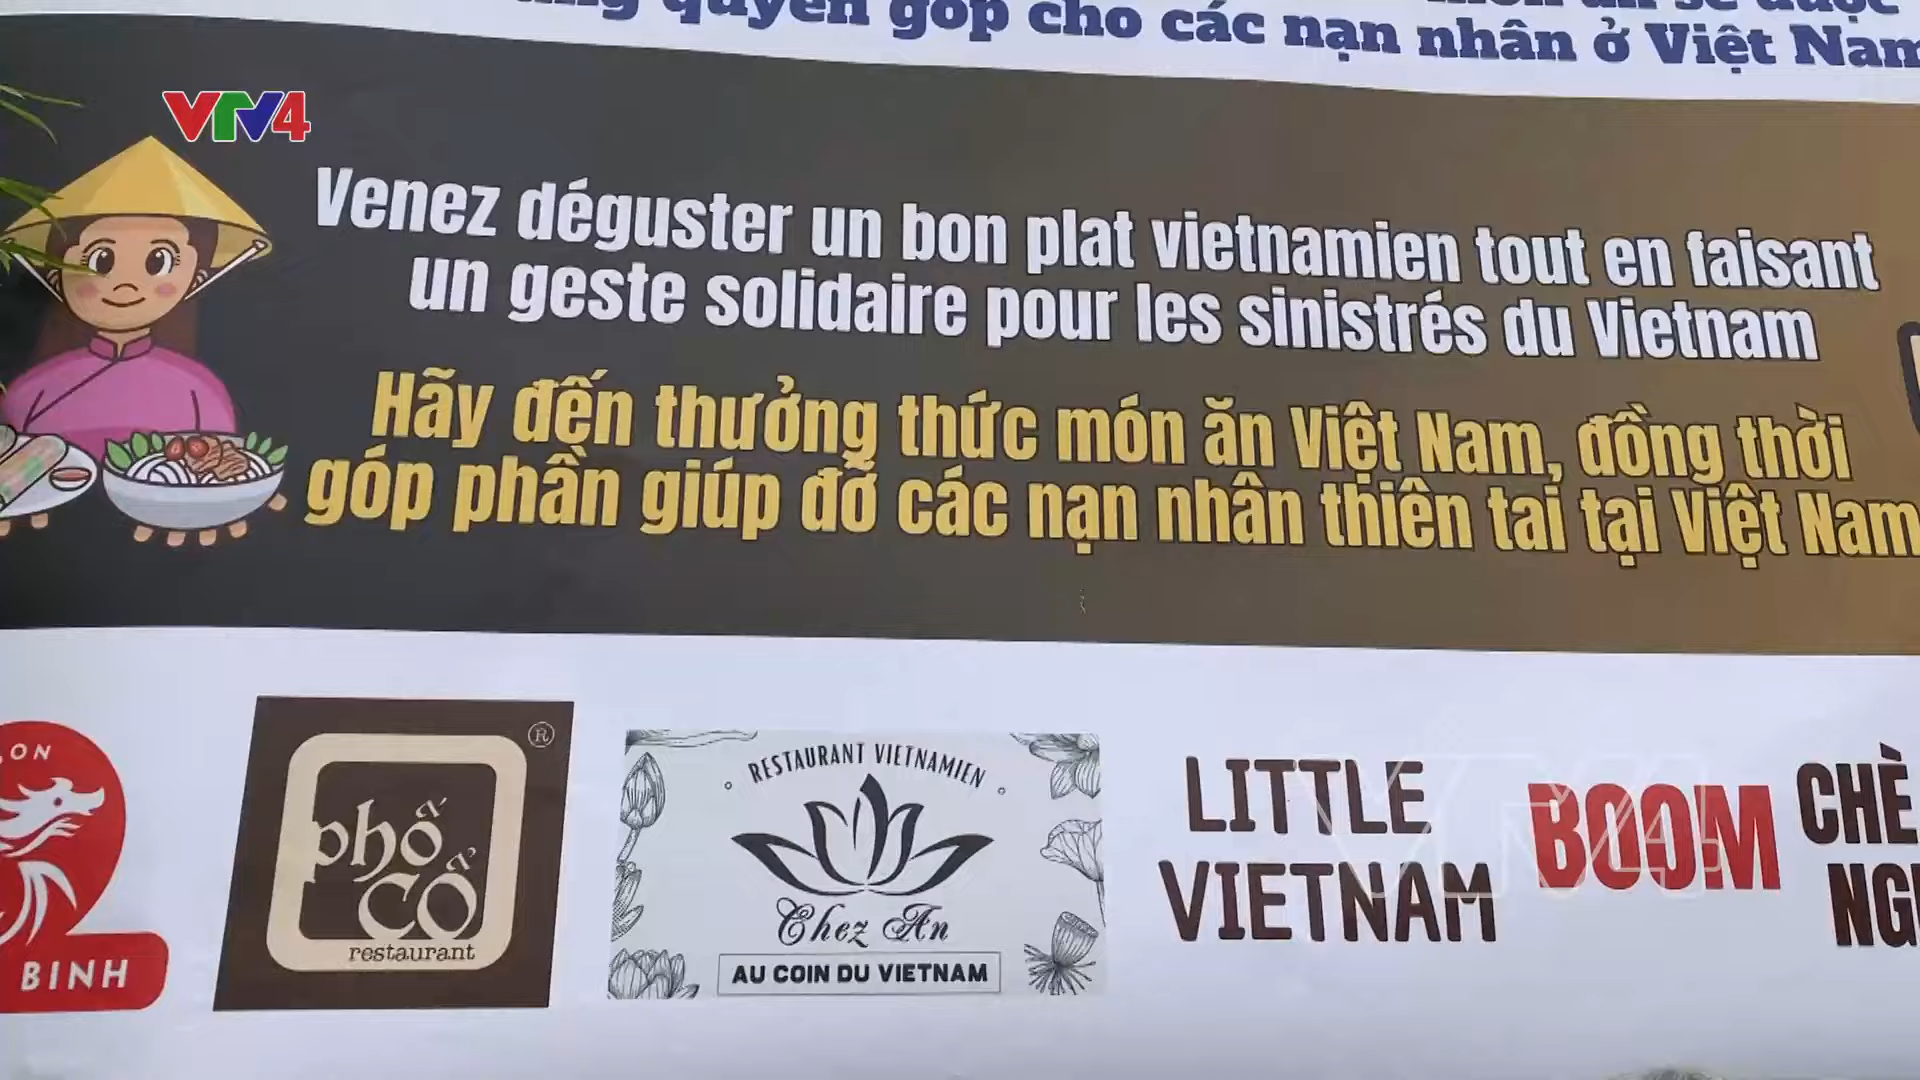 quyên góp cho các nạn nhân ở Việt Nam
VTV4
Venez déguster un bon plat vietnamien tout en faisant
un geste solidaire pour les sinistrés du Vietnam
Hãy đến thưởng thức món ăn Việt Nam, đồng thời
góp phần giúp đỡ các nạn nhân thiên tai tại Việt Nam
BINH
phố
cổ
restaurant
®
RESTAURANT VIETNAMIEN
Chez An
AU COIN DU VIETNAM
LITTLE
VIETNAM
BOOM
CHÈ
VTV4